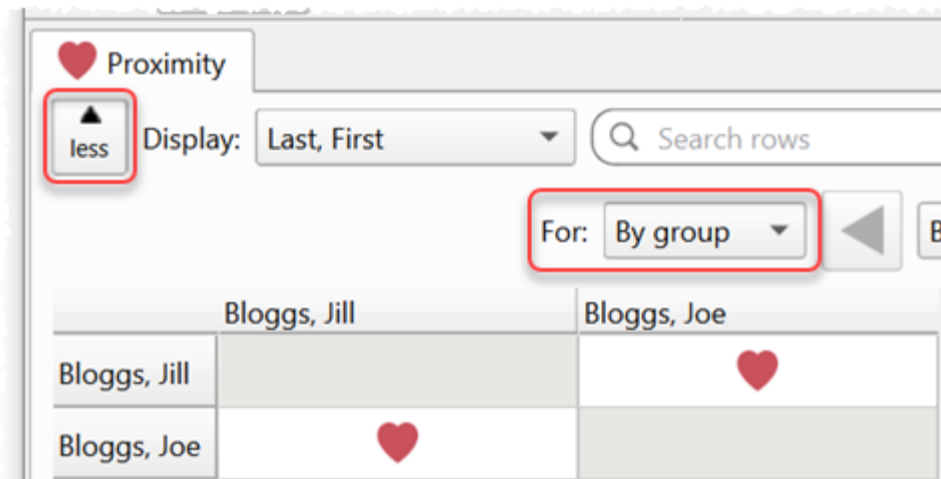 Proximity
less Display: Last, First Search rows
For: By group
Bloggs, Jill Bloggs, Joe
Bloggs, Jill
Bloggs, Joe